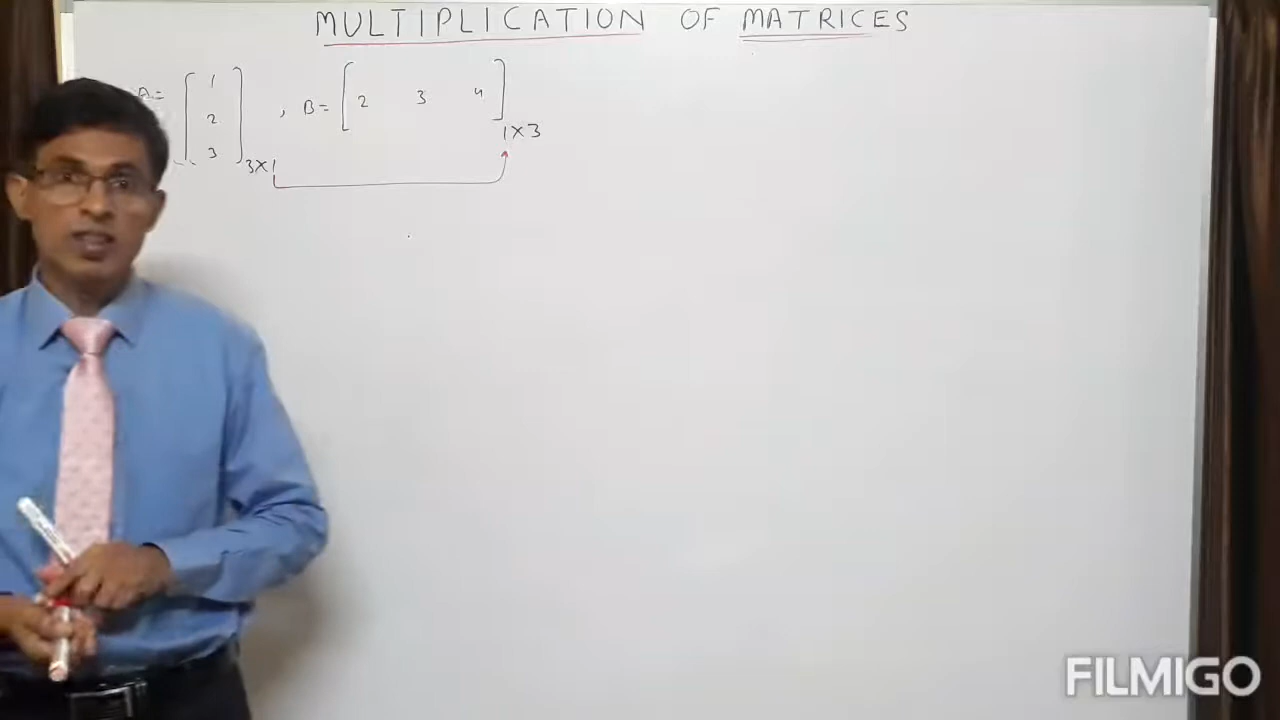 MULTIPLICATION OF MATRICES
A = [ 1 , B = [ 2 3 4 ]
2
3 ] 3×1
1×3
FILMIGO